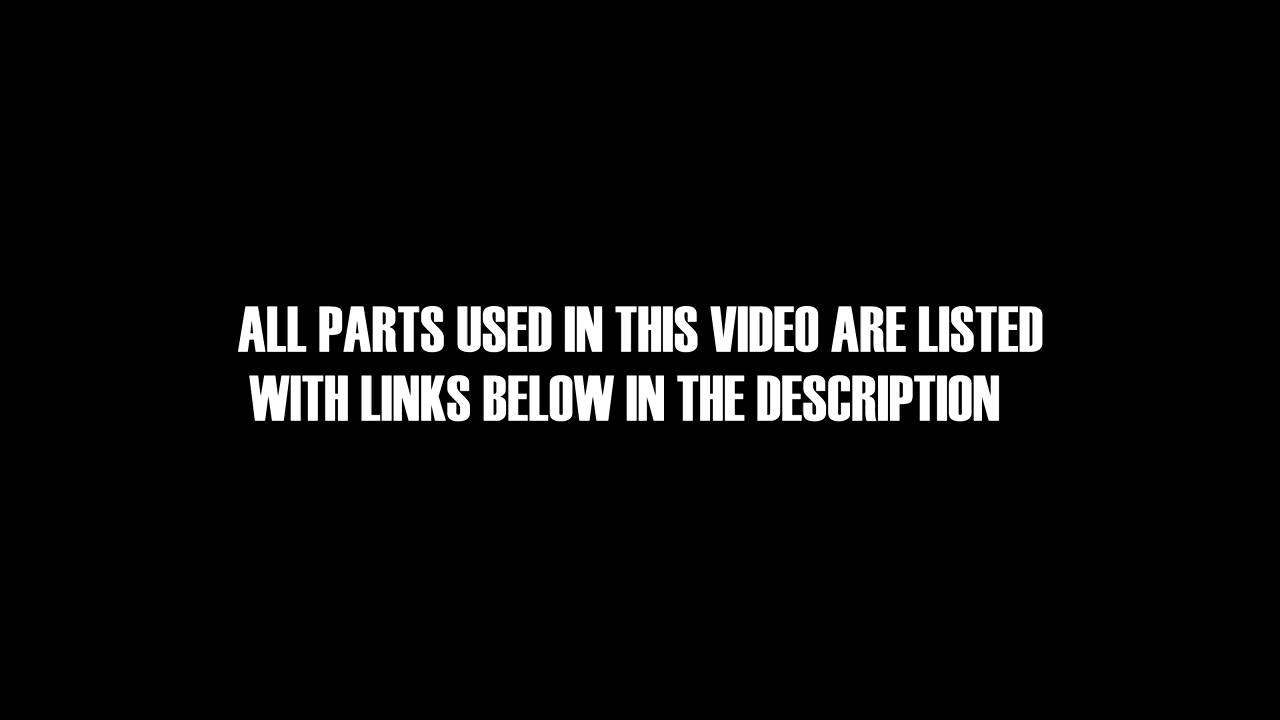 ALL PARTS USED IN THIS VIDEO ARE LISTED
WITH LINKS BELOW IN THE DESCRIPTION